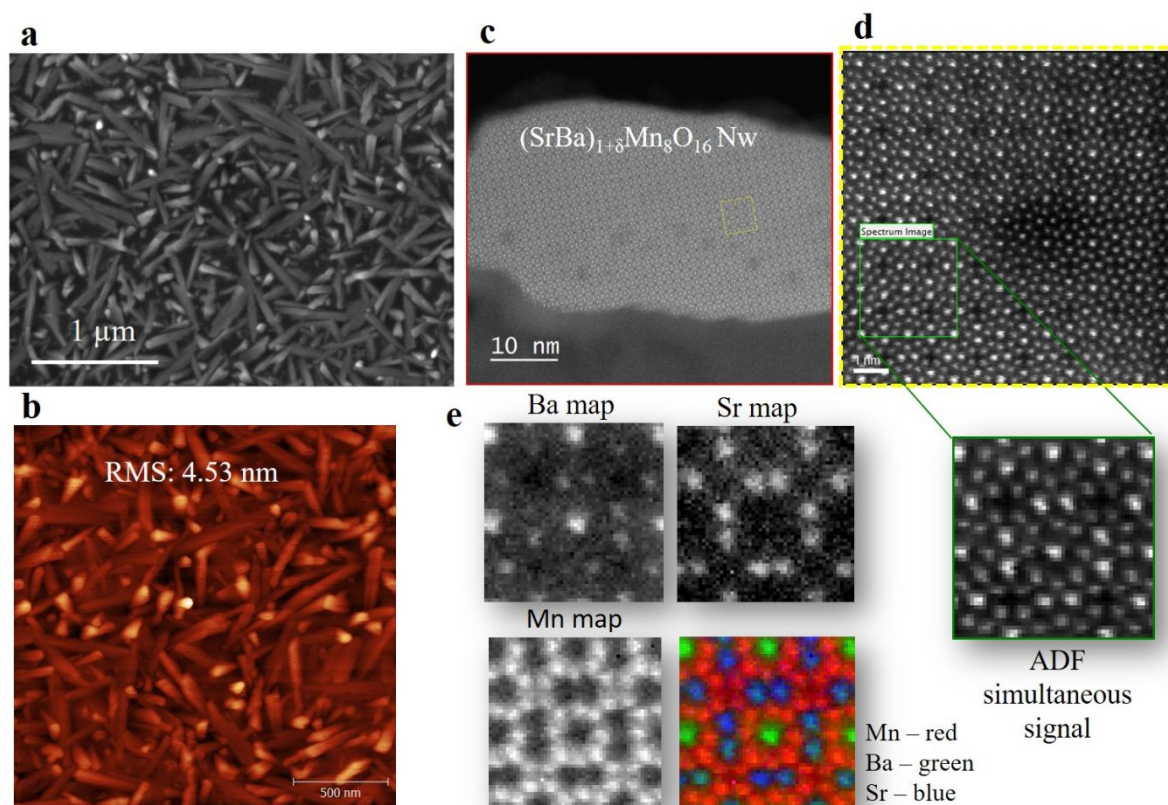 a
1 µm
b
RMS: 4.53 nm
500 nm
c
(SrBa)₁₊δMn₈O₁₆ Nw
10 nm
d
Spectrum Image
1 nm
ADF
simultaneous
signal
e
Ba map
Sr map
Mn map
Mn – red
Ba – green
Sr – blue